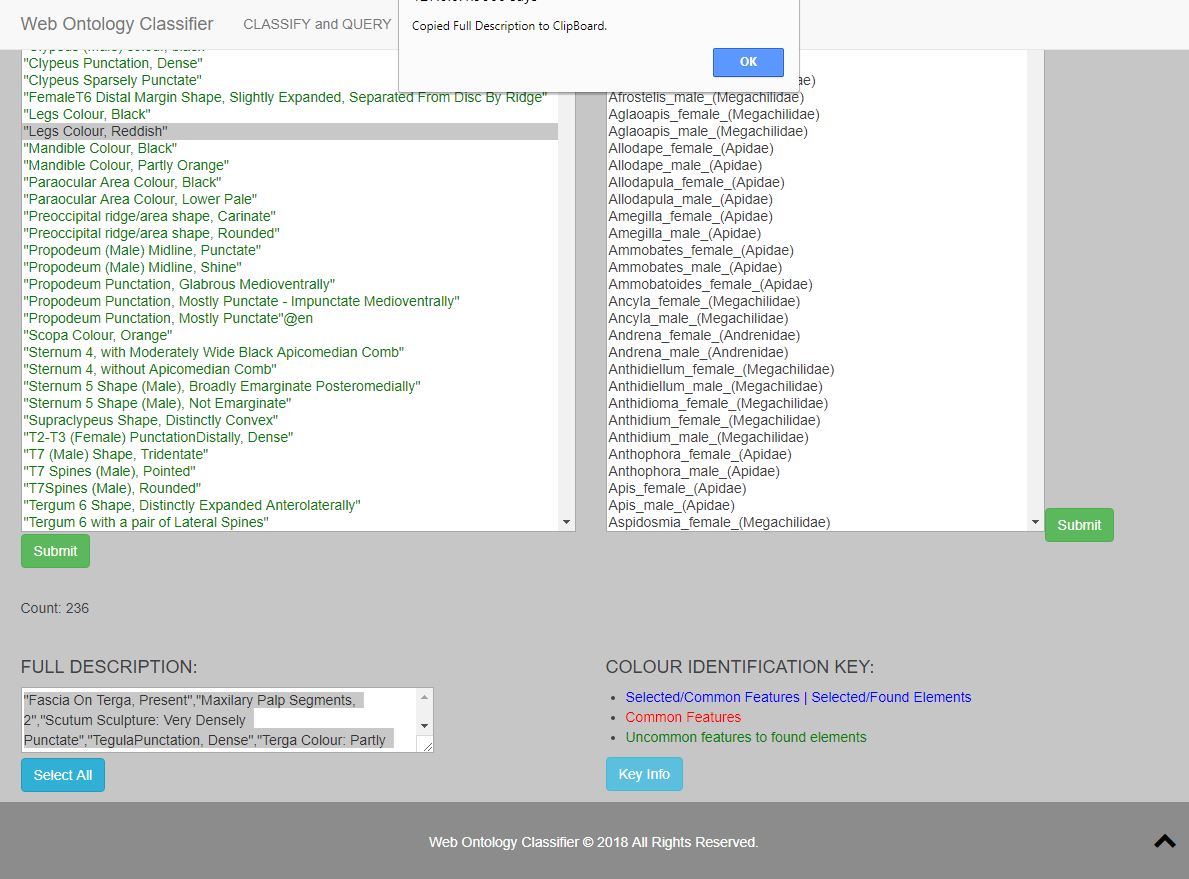 Web Ontology Classifier
CLASSIFY and QUERY
Copied Full Description to ClipBoard.
OK
"Clypeus Punctation, Dense"
"Clypeus Sparsely Punctate"
"FemaleT6 Distal Margin Shape, Slightly Expanded, Separated From Disc By Ridge"
"Legs Colour, Black"
"Legs Colour, Reddish"
"Mandible Colour, Black"
"Mandible Colour, Partly Orange"
"Paraocular Area Colour, Black"
"Paraocular Area Colour, Lower Pale"
"Preoccipital ridge/area shape, Carinate"
"Preoccipital ridge/area shape, Rounded"
"Propodeum (Male) Midline, Punctate"
"Propodeum (Male) Midline, Shine"
"Propodeum Punctation, Glabrous Medioventrally"
"Propodeum Punctation, Mostly Punctate - Impunctate Medioventrally"
"Propodeum Punctation, Mostly Punctate"@en
"Scopa Colour, Orange"
"Sternum 4, with Moderately Wide Black Apicomedian Comb"
"Sternum 4, without Apicomedian Comb"
"Sternum 5 Shape (Male), Broadly Emarginate Posteromedially"
"Sternum 5 Shape (Male), Not Emarginate"
"Supraclypeus Shape, Distinctly Convex"
"T2-T3 (Female) PunctationDistally, Dense"
"T7 (Male) Shape, Tridentate"
"T7 Spines (Male), Pointed"
"T7Spines (Male), Rounded"
"Tergum 6 Shape, Distinctly Expanded Anterolaterally"
"Tergum 6 with a pair of Lateral Spines"
Submit
ae)
Afrostelis_male_(Megachilidae)
Aglaoapis_female_(Megachilidae)
Aglaoapis_male_(Megachilidae)
Allodape_female_(Apidae)
Allodape_male_(Apidae)
Allodapula_female_(Apidae)
Allodapula_male_(Apidae)
Amegilla_female_(Apidae)
Amegilla_male_(Apidae)
Ammobates_female_(Apidae)
Ammobates_male_(Apidae)
Ammobatoides_female_(Apidae)
Ancyla_female_(Megachilidae)
Ancyla_male_(Megachilidae)
Andrena_female_(Andrenidae)
Andrena_male_(Andrenidae)
Anthidiellum_female_(Megachilidae)
Anthidiellum_male_(Megachilidae)
Anthidioma_female_(Megachilidae)
Anthidium_female_(Megachilidae)
Anthidium_male_(Megachilidae)
Anthophora_female_(Apidae)
Anthophora_male_(Apidae)
Apis_female_(Apidae)
Apis_male_(Apidae)
Aspidosmia_female_(Megachilidae)
Submit
Count: 236
FULL DESCRIPTION:
"Fascia On Terga, Present","Maxilary Palp Segments,
2","Scutum Sculpture: Very Densely
Punctate","TegulaPunctation, Dense","Terga Colour: Partly
Select All
COLOUR IDENTIFICATION KEY:
Selected/Common Features | Selected/Found Elements
Common Features
Uncommon features to found elements
Key Info
Web Ontology Classifier © 2018 All Rights Reserved.